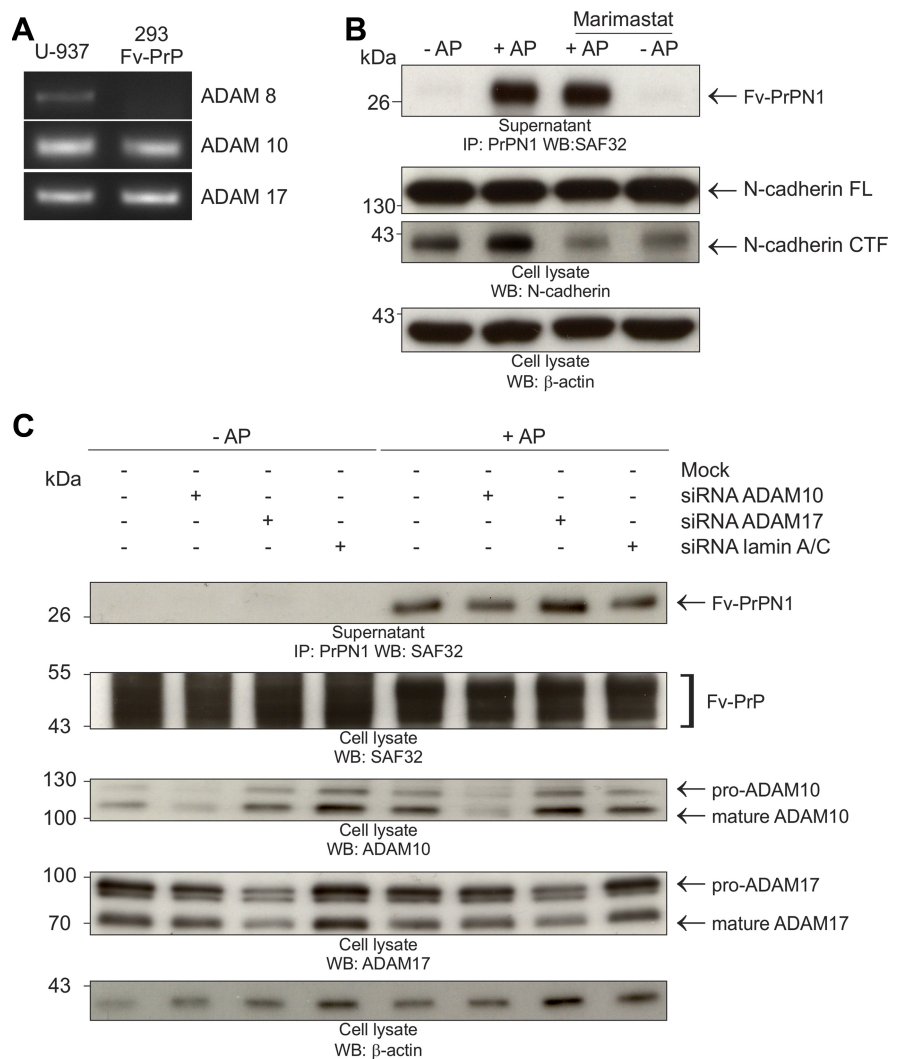 A
U-937
293
Fv-PrP
ADAM 8
ADAM 10
ADAM 17
B
Marimastat
kDa
- AP + AP + AP - AP
26
Fv-PrPN1
Supernatant
IP: PrPN1 WB:SAF32
N-cadherin FL
130
43
N-cadherin CTF
Cell lysate
WB: N-cadherin
43
Cell lysate
WB: β-actin
C
- AP + AP
kDa
- - - - - - - - Mock
- + - - - + - - siRNA ADAM10
- - + - - - + - siRNA ADAM17
- - - + - - - + siRNA lamin A/C
26
Fv-PrPN1
Supernatant
IP: PrPN1 WB: SAF32
55
Fv-PrP
43
Cell lysate
WB: SAF32
130
pro-ADAM10
100
mature ADAM10
Cell lysate
WB: ADAM10
100
pro-ADAM17
70
mature ADAM17
Cell lysate
WB: ADAM17
43
Cell lysate
WB: β-actin